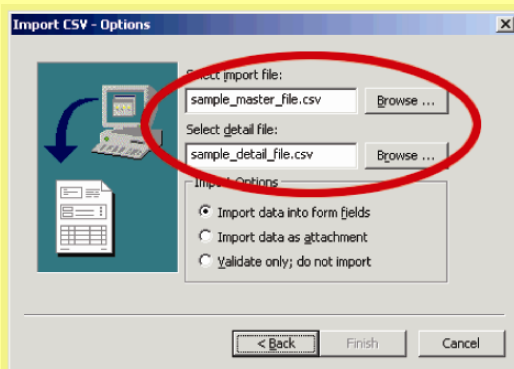 Import CSV - Options
Select import file:
sample_master_file.csv
Browse ...
Select detail file:
sample_detail_file.csv
Browse ...
Import Options
Import data into form fields
Import data as attachment
Validate only; do not import
< Back
Finish
Cancel